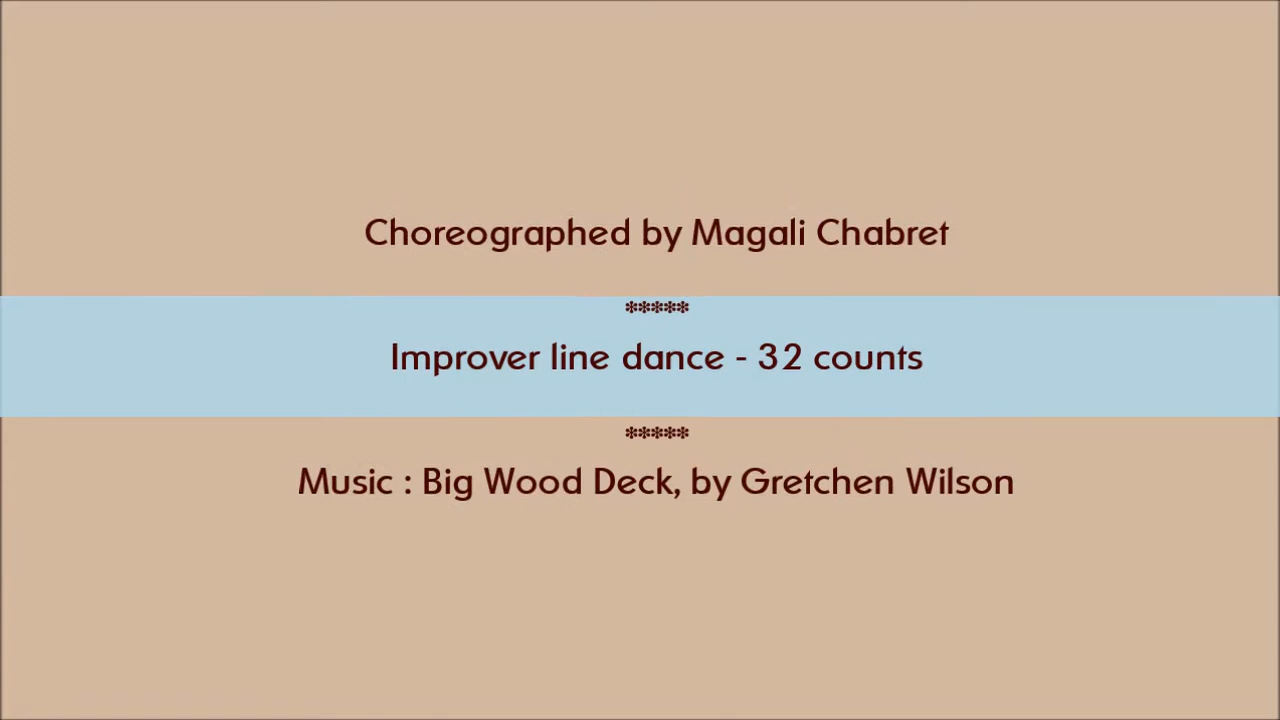 Choreographed by Magali Chabret
*****
Improver line dance - 32 counts
*****
Music : Big Wood Deck, by Gretchen Wilson